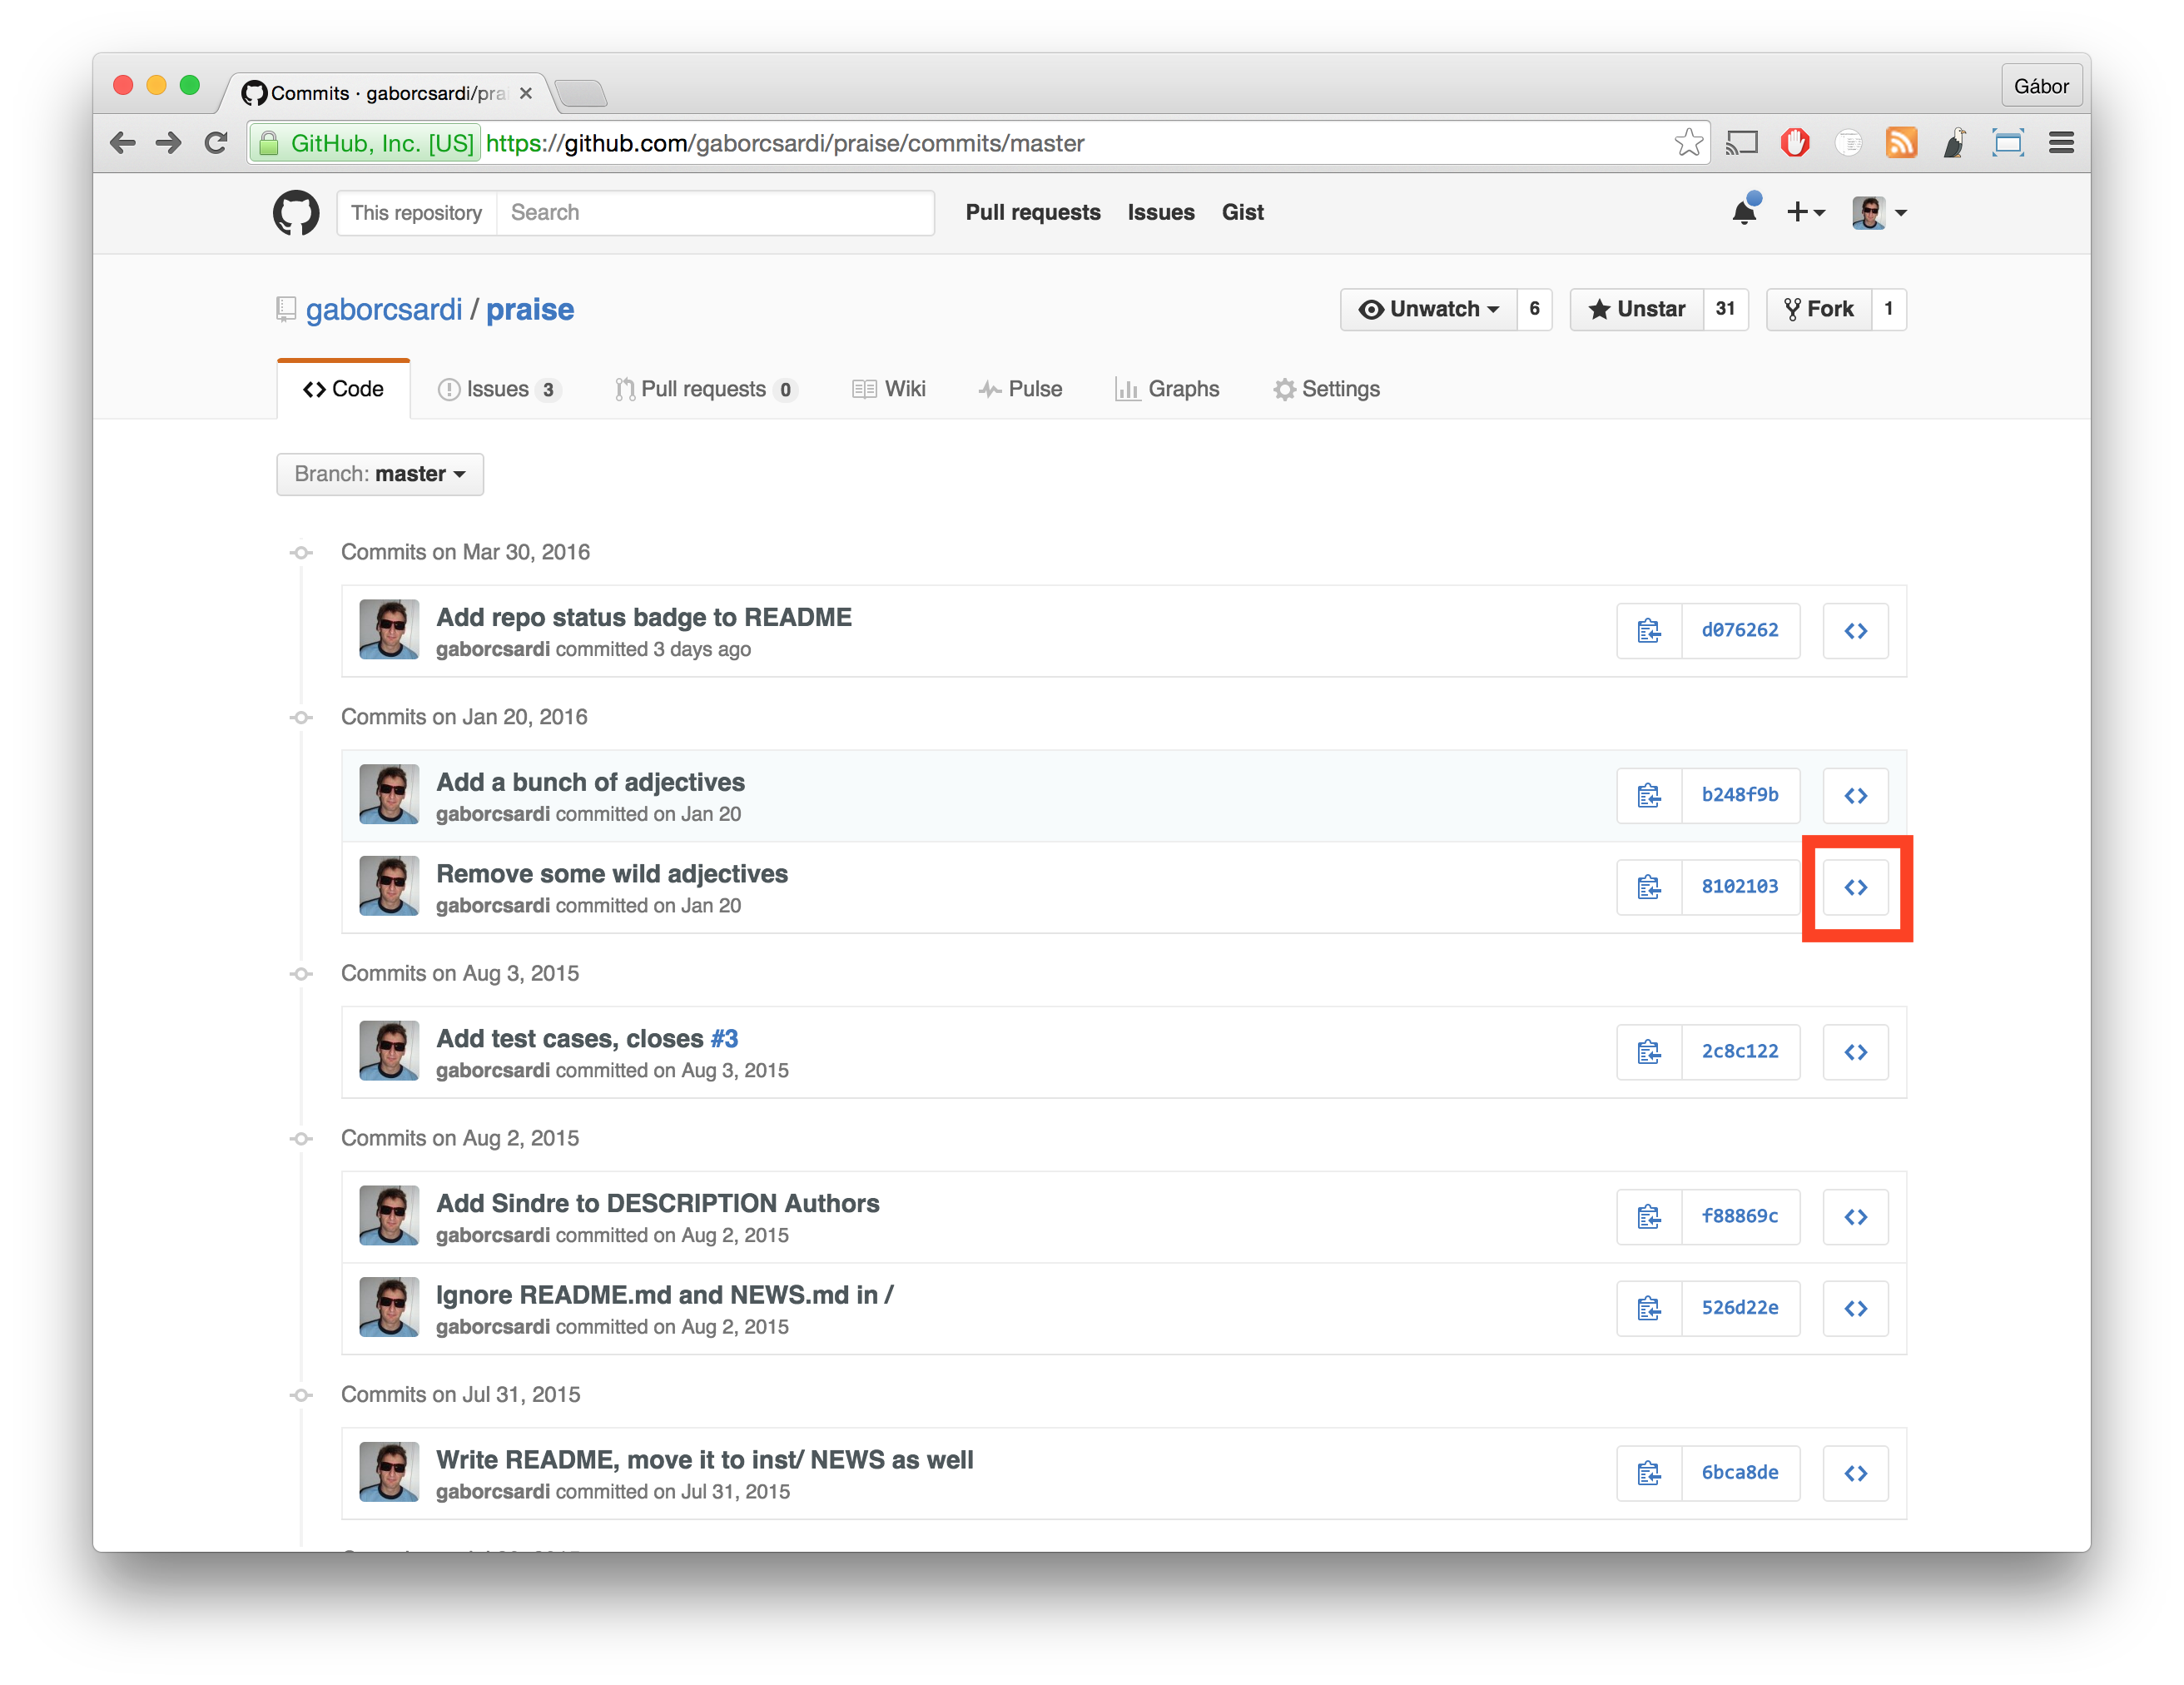 Commits · gaborcsardi/pra
Gábor
GitHub, Inc. [US] https://github.com/gaborcsardi/praise/commits/master
This repository Search Pull requests Issues Gist
gaborcsardi / praise Unwatch 6 Unstar 31 Fork 1
Code Issues 3 Pull requests 0 Wiki Pulse Graphs Settings
Branch: master
Commits on Mar 30, 2016
Add repo status badge to README
gaborcsardi committed 3 days ago
d076262
Commits on Jan 20, 2016
Add a bunch of adjectives
gaborcsardi committed on Jan 20
b248f9b
Remove some wild adjectives
gaborcsardi committed on Jan 20
8102103
Commits on Aug 3, 2015
Add test cases, closes #3
gaborcsardi committed on Aug 3, 2015
2c8c122
Commits on Aug 2, 2015
Add Sindre to DESCRIPTION Authors
gaborcsardi committed on Aug 2, 2015
f88869c
Ignore README.md and NEWS.md in /
gaborcsardi committed on Aug 2, 2015
526d22e
Commits on Jul 31, 2015
Write README, move it to inst/ NEWS as well
gaborcsardi committed on Jul 31, 2015
6bca8de